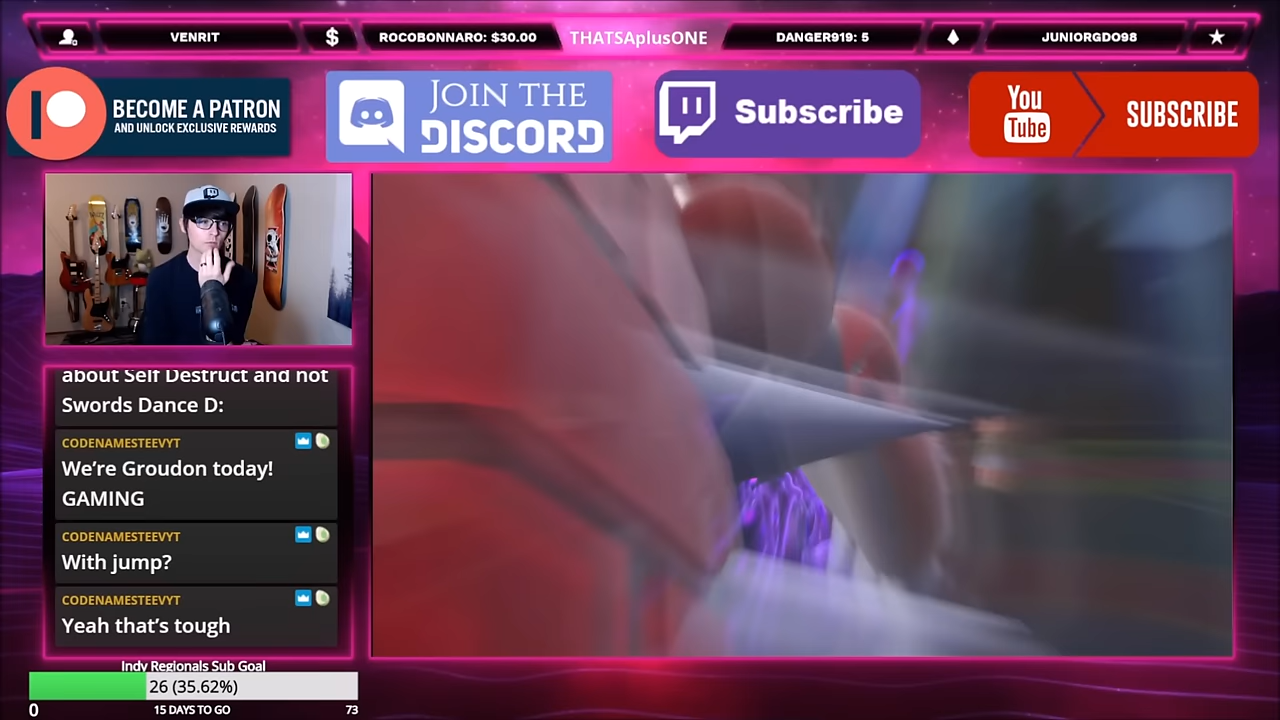 VENRIT
$
ROCOBONNARO: $30.00
THATSAplusONE
DANGER919: 5
JUNIORGDO98
BECOME A PATRON
AND UNLOCK EXCLUSIVE REWARDS
JOIN THE
DISCORD
Subscribe
You
Tube
SUBSCRIBE
about Self Destruct and not
Swords Dance D:
CODENAMESTEEVYT
We're Groudon today!
GAMING
CODENAMESTEEVYT
With jump?
CODENAMESTEEVYT
Yeah that's tough
Indy Regionals Sub Goal
26 (35.62%)
0
15 DAYS TO GO
73